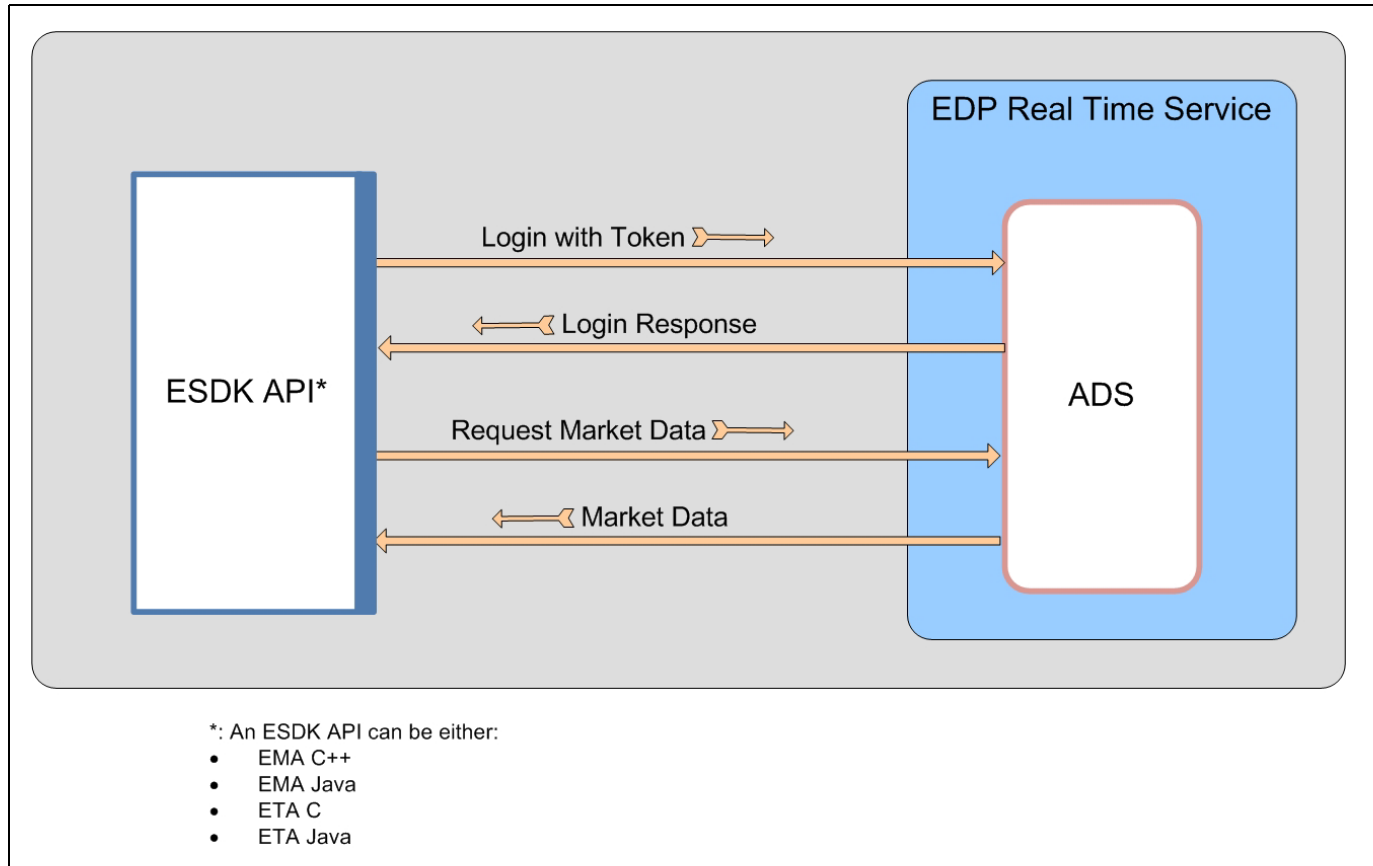 EDP Real Time Service
Login with Token
Login Response
ESDK API*
ADS
Request Market Data
Market Data
*: An ESDK API can be either:
• EMA C++
• EMA Java
• ETA C
• ETA Java